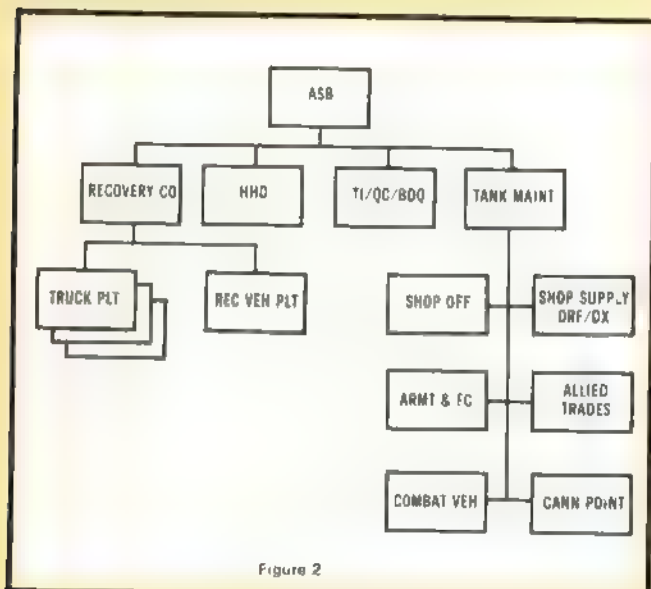 ASB
RECOVERY CO
HHD
TI/QC/BDQ
TANK MAINT
TRUCK PLT
REC VEH PLT
SHOP OFF
SHOP SUPPLY
DRF/DX
ARMT & FC
ALLIED
TRADES
COMBAT VEH
CANN POINT
Figure 2